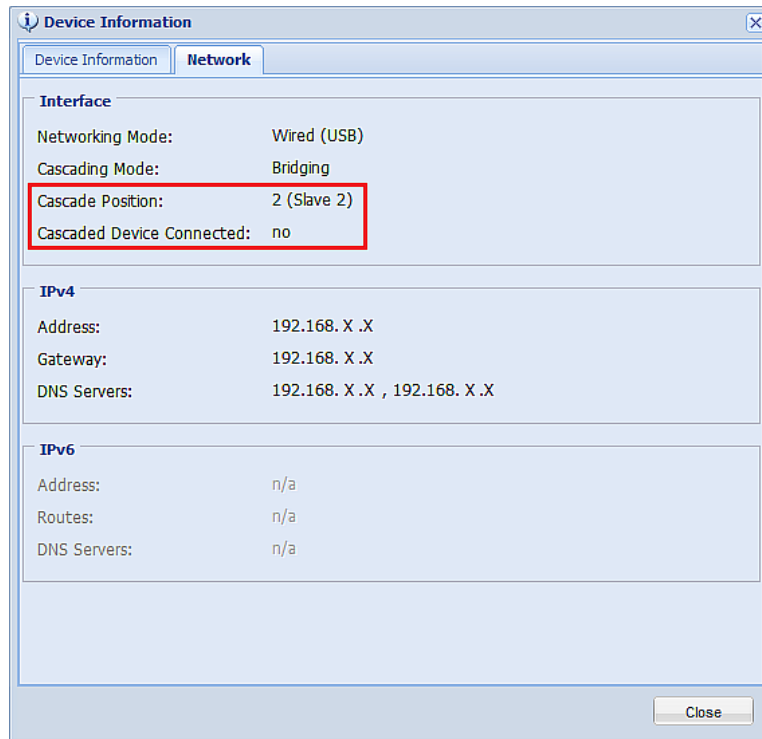 Device Information
Device Information Network
Interface
Networking Mode: Wired (USB)
Cascading Mode: Bridging
Cascade Position: 2 (Slave 2)
Cascaded Device Connected: no
IPv4
Address: 192.168. X .X
Gateway: 192.168. X .X
DNS Servers: 192.168. X .X , 192.168. X .X
IPv6
Address: n/a
Routes: n/a
DNS Servers: n/a
Close